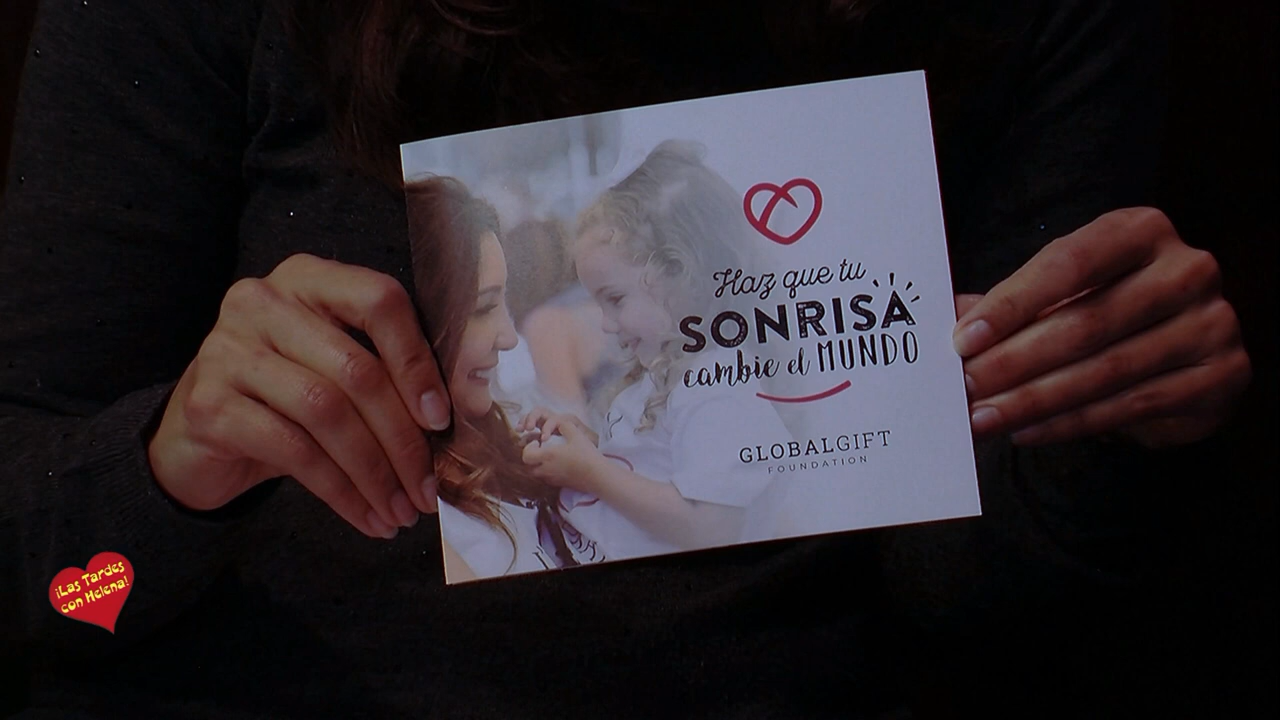 Haz que tu
SONRISA
cambie el MUNDO
GLOBALGIFT
FOUNDATION
¡Las Tardes
con Helena!